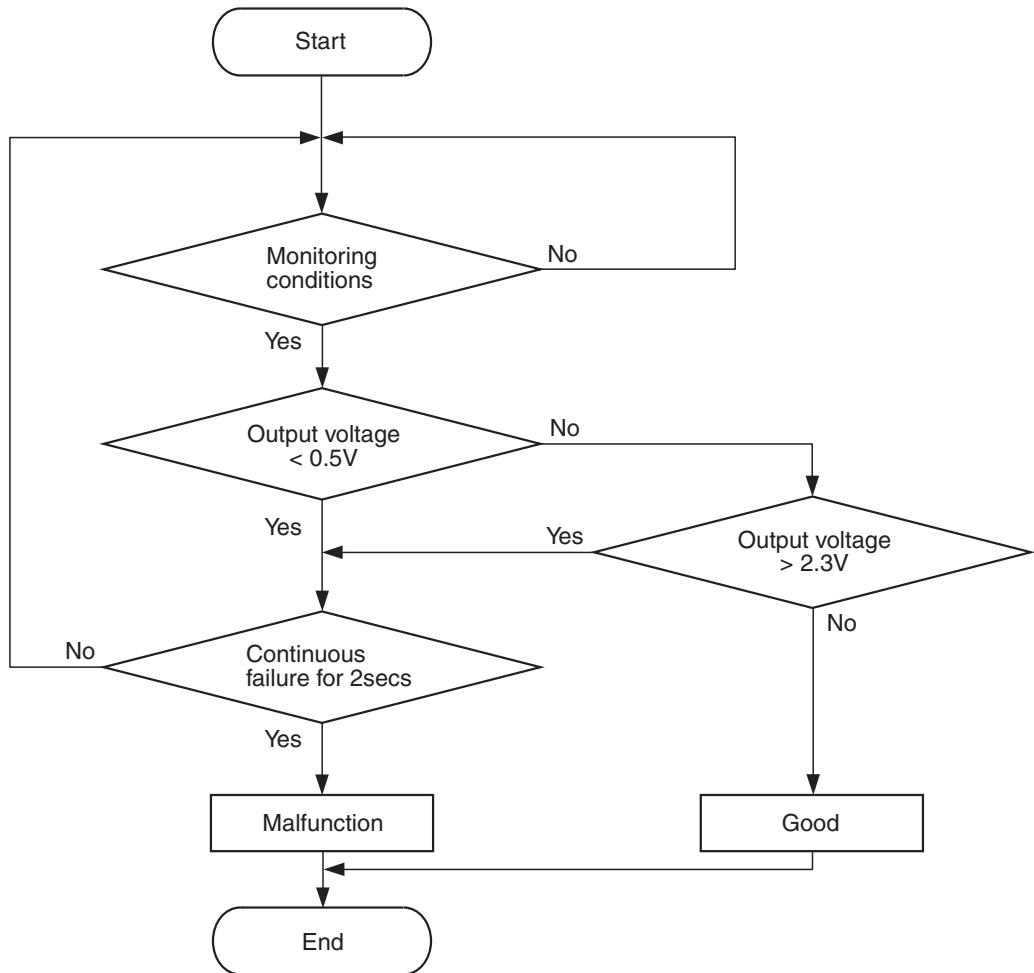 Start
Monitoring
conditions
No
Yes
Output voltage
< 0.5V
No
Yes
Yes
Output voltage
> 2.3V
No
No
Continuous
failure for 2secs
Yes
Malfunction
Good
End